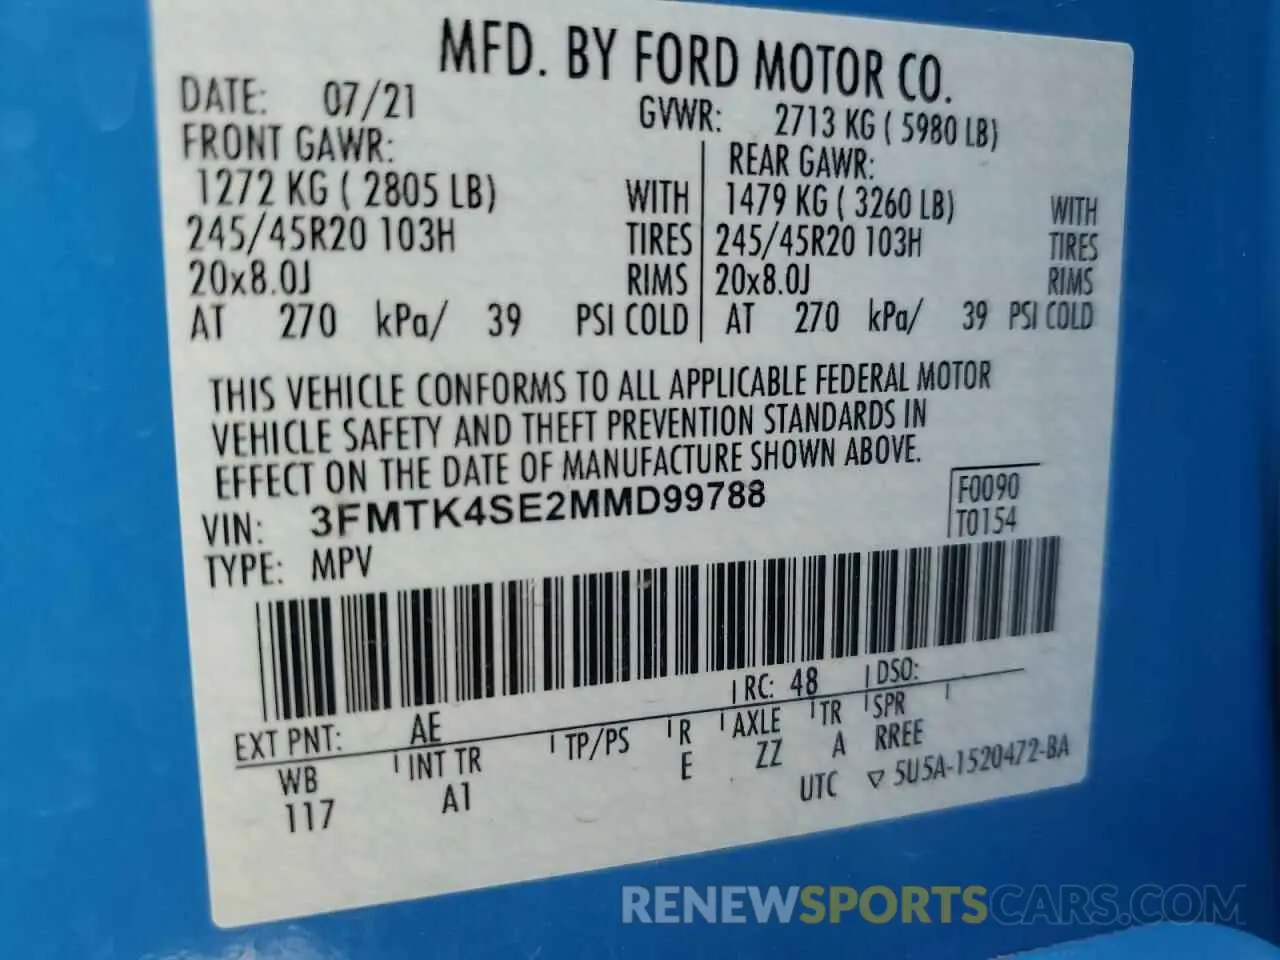 MFD. BY FORD MOTOR CO.
DATE: 07/21 GVWR: 2713 KG ( 5980 LB)
FRONT GAWR: REAR GAWR:
1272 KG ( 2805 LB) WITH 1479 KG ( 3260 LB) WITH
245/45R20 103H TIRES 245/45R20 103H TIRES
20x8.0J RIMS 20x8.0J RIMS
AT 270 kPa/ 39 PSI COLD AT 270 kPa/ 39 PSI COLD
THIS VEHICLE CONFORMS TO ALL APPLICABLE FEDERAL MOTOR
VEHICLE SAFETY AND THEFT PREVENTION STANDARDS IN
EFFECT ON THE DATE OF MANUFACTURE SHOWN ABOVE.
VIN: 3FMTK4SE2MMD99788 F0090
TYPE: MPV T0154
EXT PNT: AE RC: 48 DSO:
WB INT TR TP/PS R AXLE TR SPR
117 A1 E ZZ A RREE
UTC ▽ 5U5A-1520472-BA
RENEWSPORTSCARS.COM